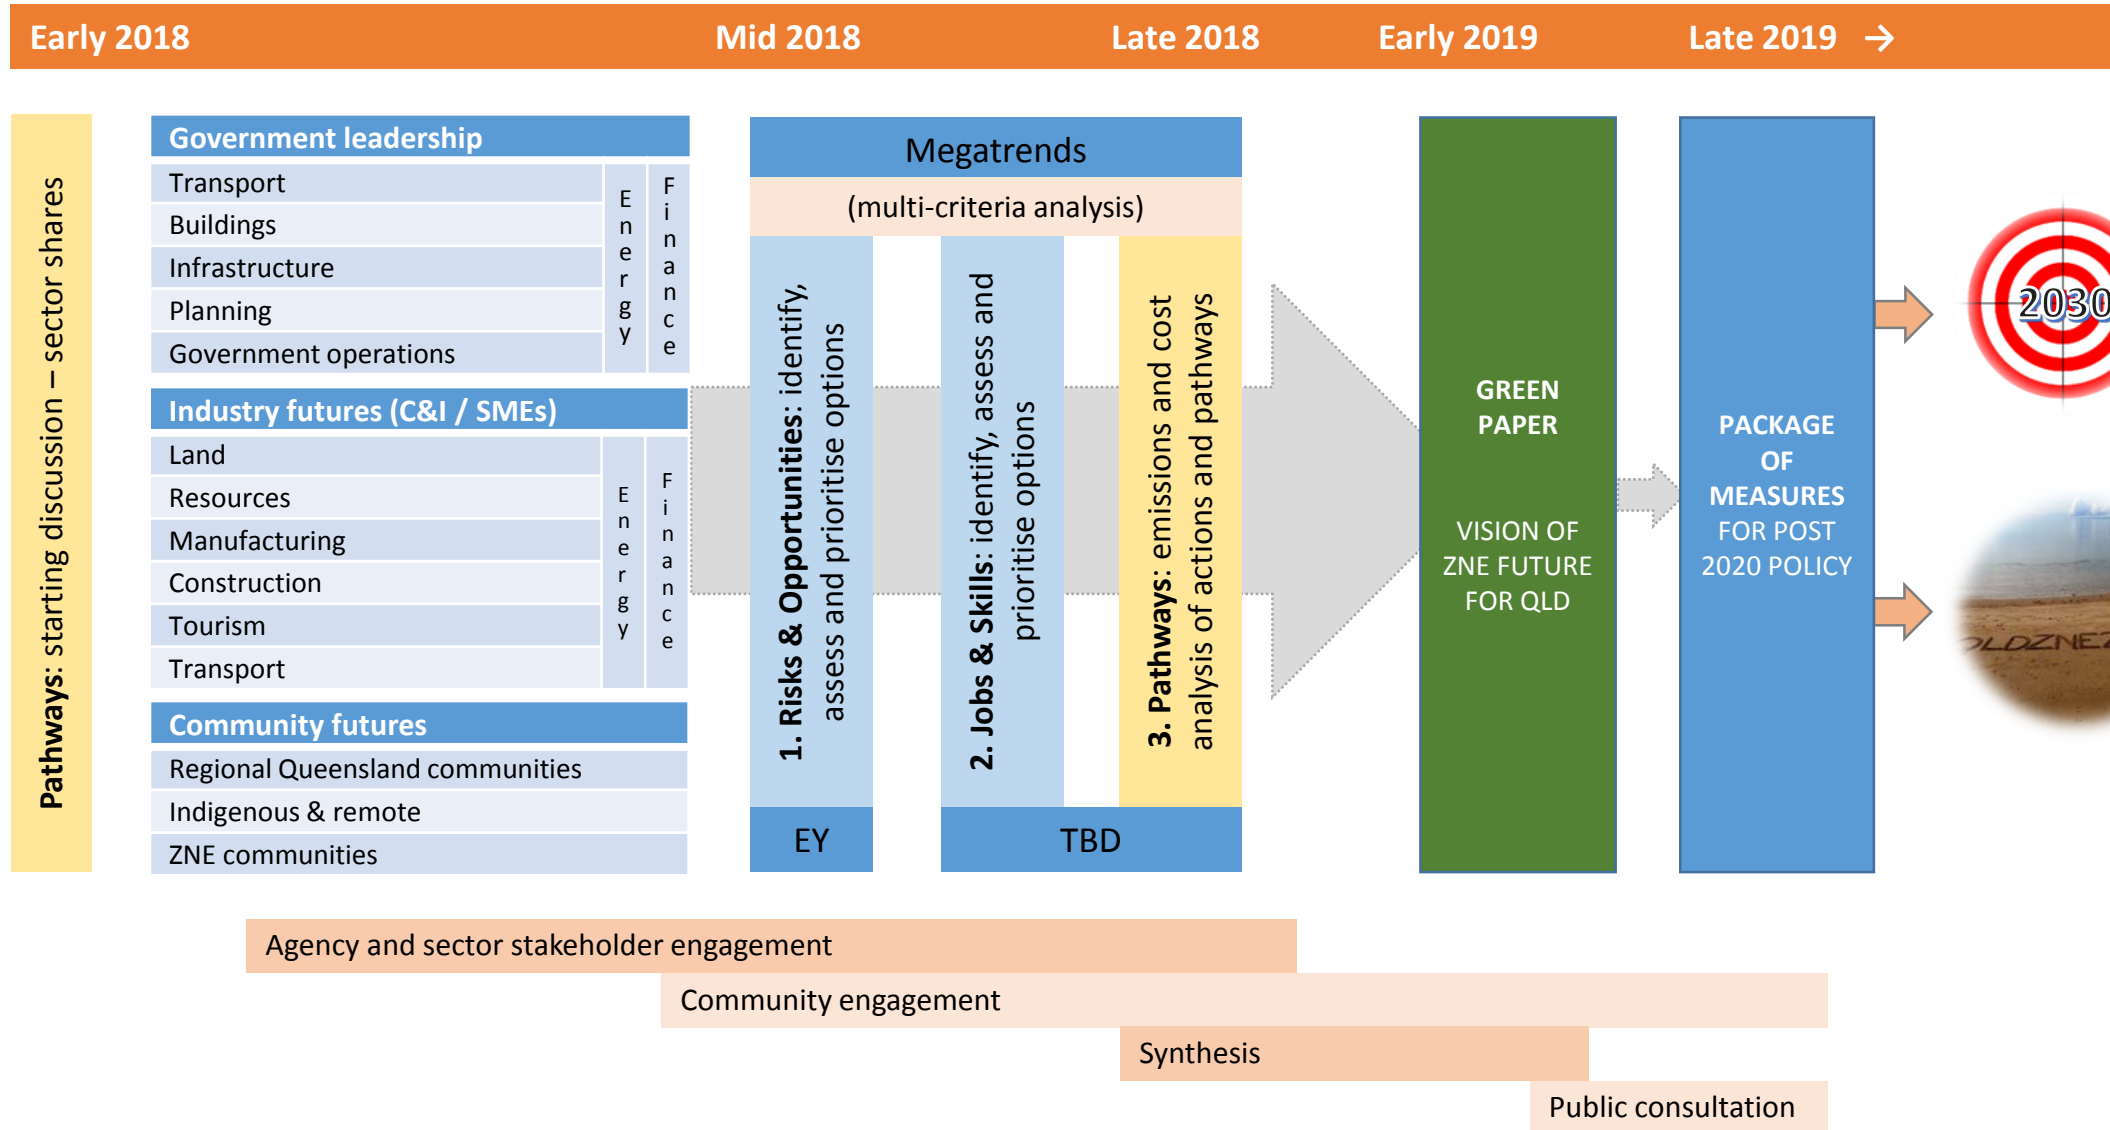 Early 2018
Mid 2018
Late 2018
Early 2019
Late 2019 →
Pathways: starting discussion – sector shares
Government leadership
Transport
Buildings
Infrastructure
Planning
Government operations
Energy
Finance
Industry futures (C&I / SMEs)
Land
Resources
Manufacturing
Construction
Tourism
Transport
Energy
Finance
Community futures
Regional Queensland communities
Indigenous & remote
ZNE communities
Megatrends
(multi-criteria analysis)
1. Risks & Opportunities: identify,
assess and prioritise options
2. Jobs & Skills: identify, assess and
prioritise options
3. Pathways: emissions and cost
analysis of actions and pathways
EY
TBD
GREEN
PAPER
VISION OF
ZNE FUTURE
FOR QLD
PACKAGE
OF
MEASURES
FOR POST
2020 POLICY
2030
Agency and sector stakeholder engagement
Community engagement
Synthesis
Public consultation